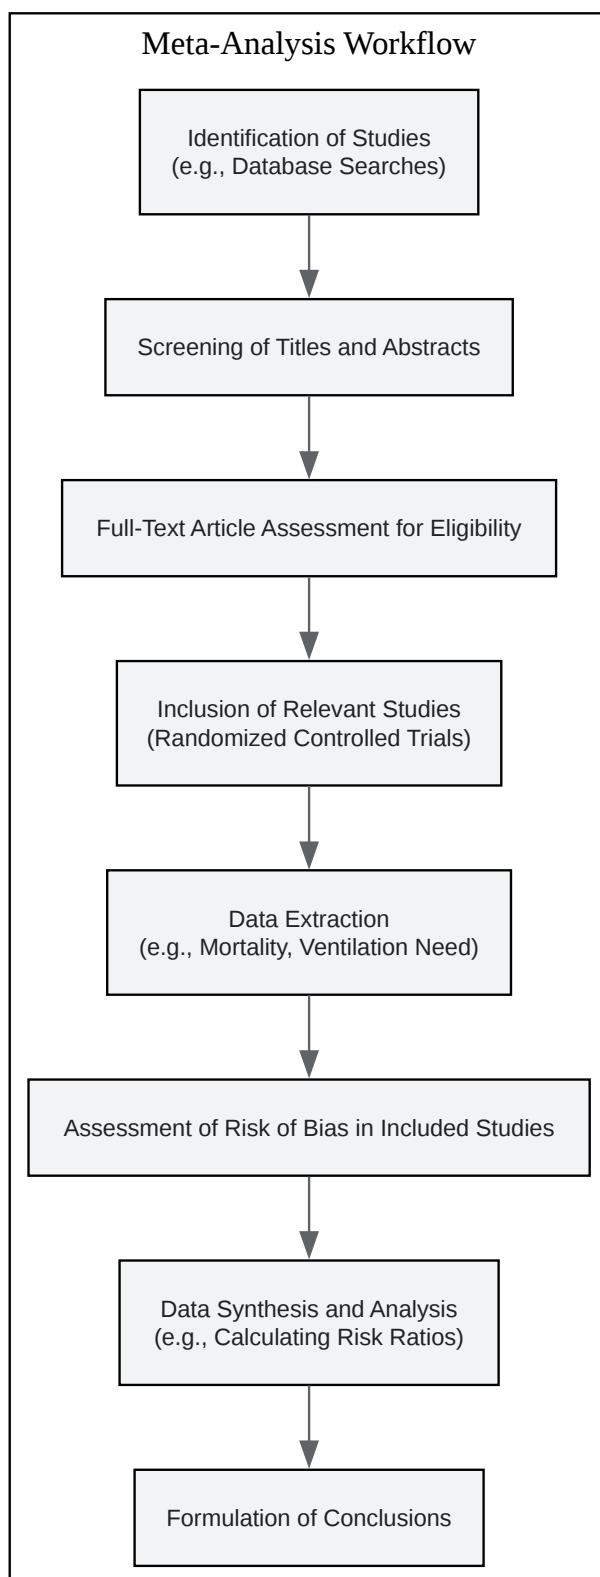 Meta-Analysis Workflow
Identification of Studies
(e.g., Database Searches)
Screening of Titles and Abstracts
Full-Text Article Assessment for Eligibility
Inclusion of Relevant Studies
(Randomized Controlled Trials)
Data Extraction
(e.g., Mortality, Ventilation Need)
Assessment of Risk of Bias in Included Studies
Data Synthesis and Analysis
(e.g., Calculating Risk Ratios)
Formulation of Conclusions